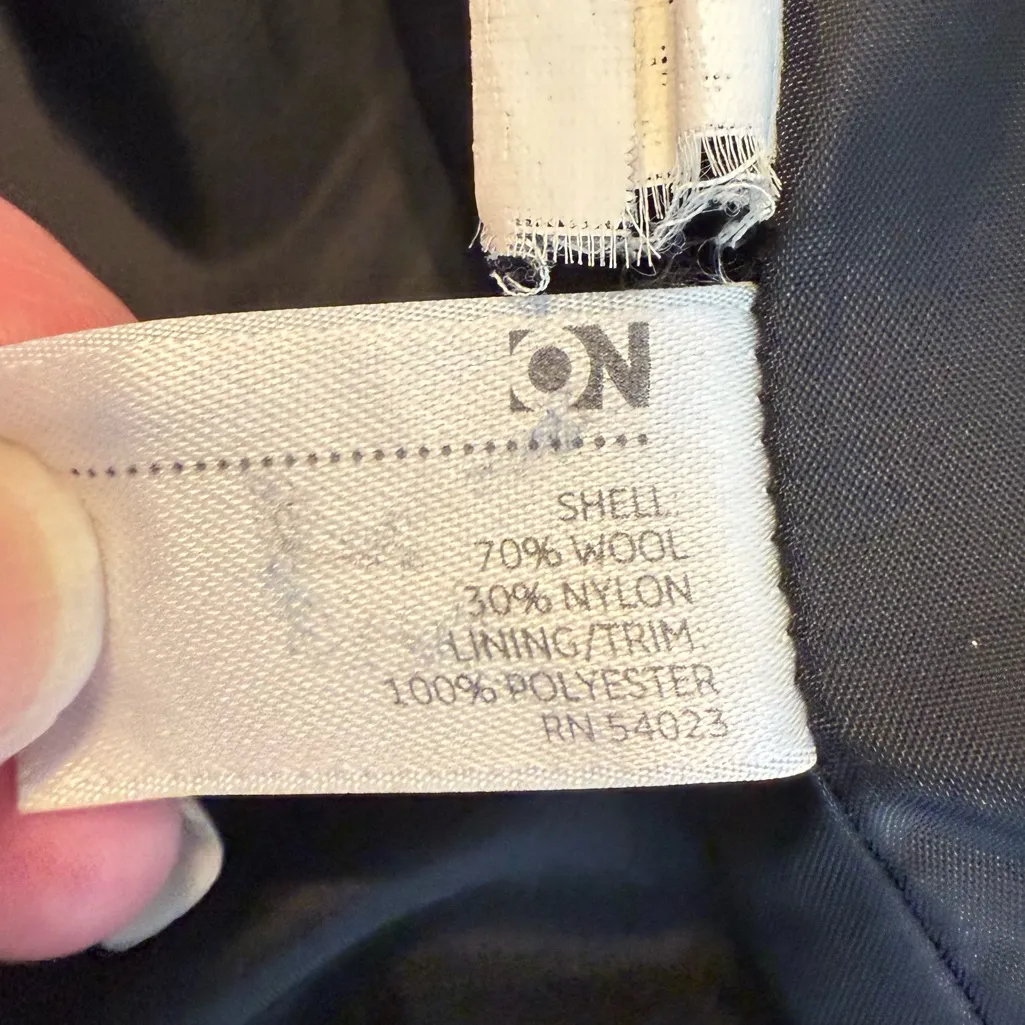 ON
SHELL:
70% WOOL
30% NYLON
LINING/TRIM:
100% POLYESTER
RN 54023